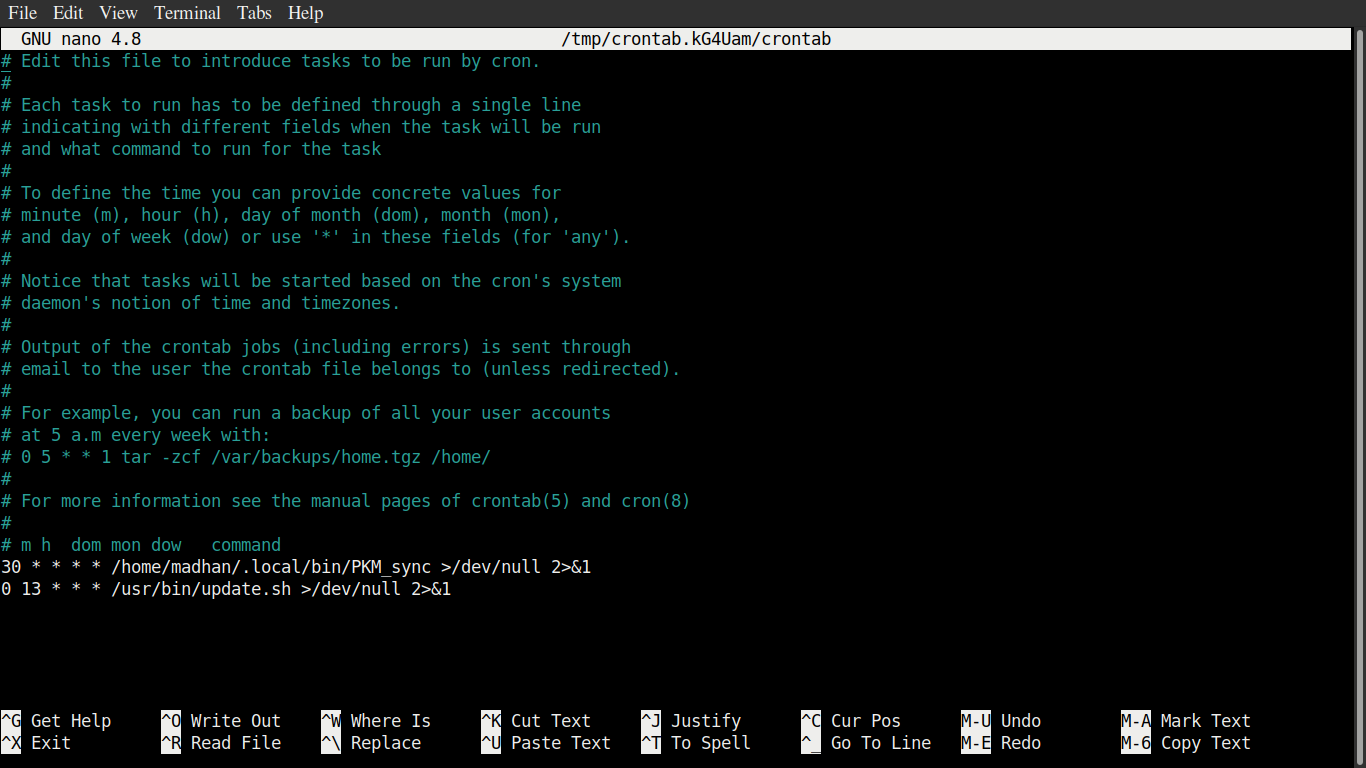 File Edit View Terminal Tabs Help
GNU nano 4.8 /tmp/crontab.kG4Uam/crontab
# Edit this file to introduce tasks to be run by cron.
#
# Each task to run has to be defined through a single line
# indicating with different fields when the task will be run
# and what command to run for the task
#
# To define the time you can provide concrete values for
# minute (m), hour (h), day of month (dom), month (mon),
# and day of week (dow) or use '*' in these fields (for 'any').
#
# Notice that tasks will be started based on the cron's system
# daemon's notion of time and timezones.
#
# Output of the crontab jobs (including errors) is sent through
# email to the user the crontab file belongs to (unless redirected).
#
# For example, you can run a backup of all your user accounts
# at 5 a.m every week with:
# 0 5 * * 1 tar -zcf /var/backups/home.tgz /home/
#
# For more information see the manual pages of crontab(5) and cron(8)
#
# m h  dom mon dow   command
30 * * * * /home/madhan/.local/bin/PKM_sync >/dev/null 2>&1
0 13 * * * /usr/bin/update.sh >/dev/null 2>&1
^G Get Help ^O Write Out ^W Where Is ^K Cut Text ^J Justify ^C Cur Pos M-U Undo M-A Mark Text
^X Exit ^R Read File ^\ Replace ^U Paste Text ^T To Spell ^_ Go To Line M-E Redo M-6 Copy Text